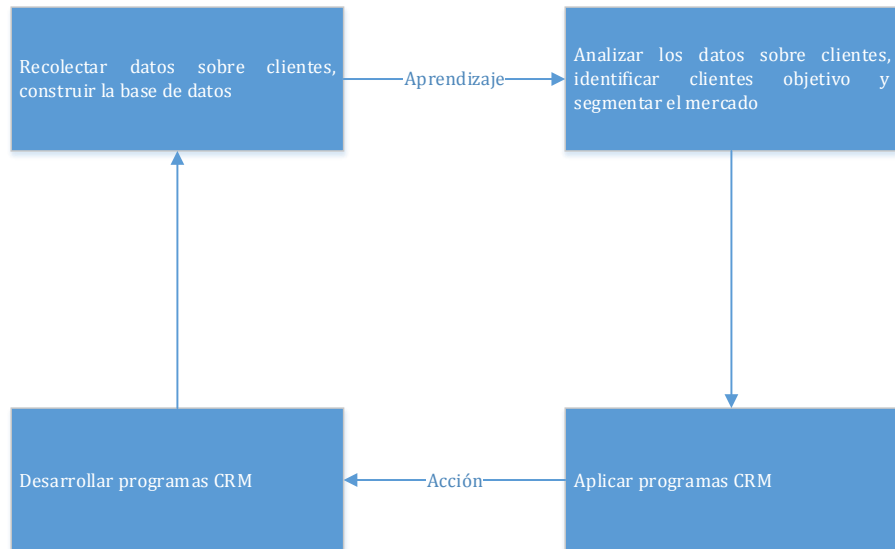 Recolectar datos sobre clientes,
construir la base de datos
Aprendizaje
Analizar los datos sobre clientes,
identificar clientes objetivo y
segmentar el mercado
Desarrollar programas CRM
Acción
Aplicar programas CRM